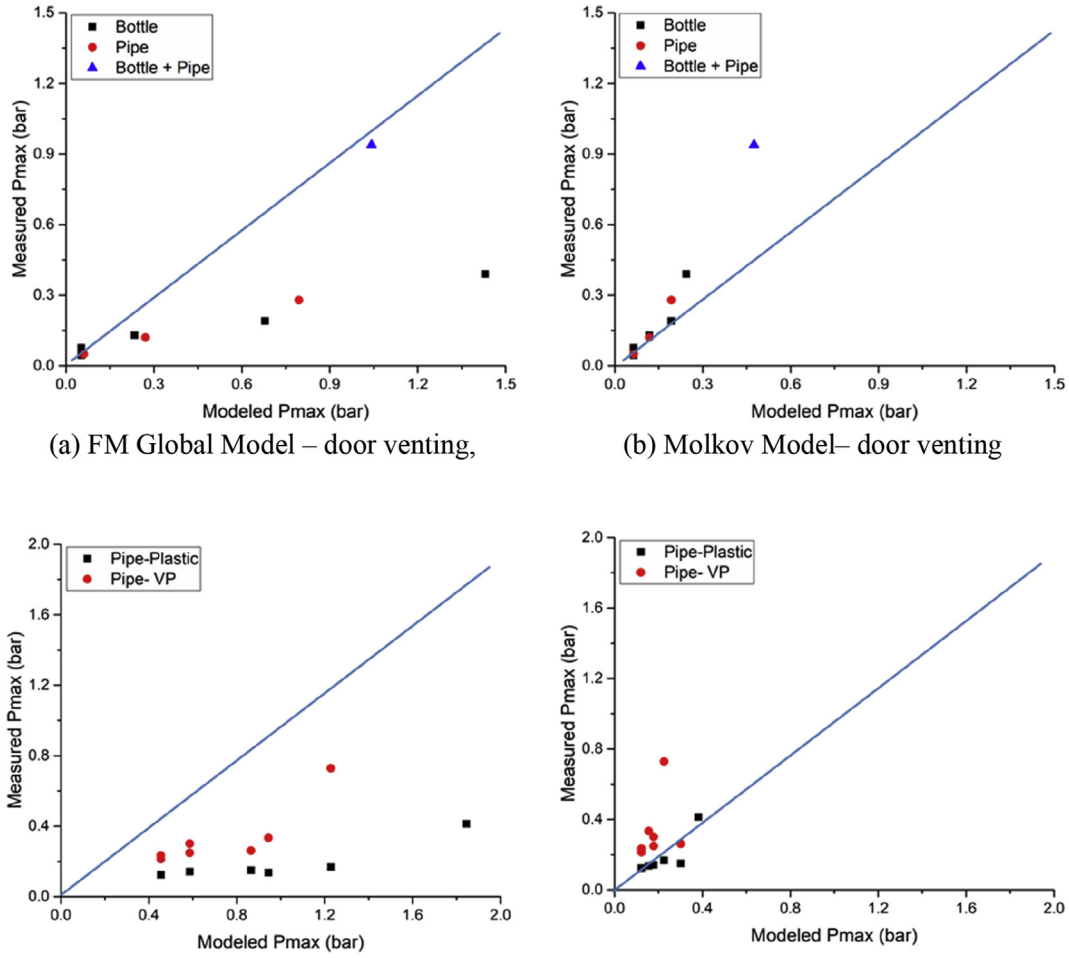 1.5
1.2
0.9
0.6
0.3
0.0
Measured Pmax (bar)
Bottle
Pipe
Bottle + Pipe
0.0 0.3 0.6 0.9 1.2 1.5
Modeled Pmax (bar)
(a) FM Global Model – door venting,
1.5
1.2
0.9
0.6
0.3
0.0
Measured Pmax (bar)
Bottle
Pipe
Bottle + Pipe
0.0 0.3 0.6 0.9 1.2 1.5
Modeled Pmax (bar)
(b) Molkov Model– door venting
2.0
1.6
1.2
0.8
0.4
0.0
Measured Pmax (bar)
Pipe-Plastic
Pipe- VP
0.0 0.4 0.8 1.2 1.6 2.0
Modeled Pmax (bar)
2.0
1.6
1.2
0.8
0.4
0.0
Measured Pmax (bar)
Pipe-Plastic
Pipe- VP
0.0 0.4 0.8 1.2 1.6 2.0
Modeled Pmax (bar)